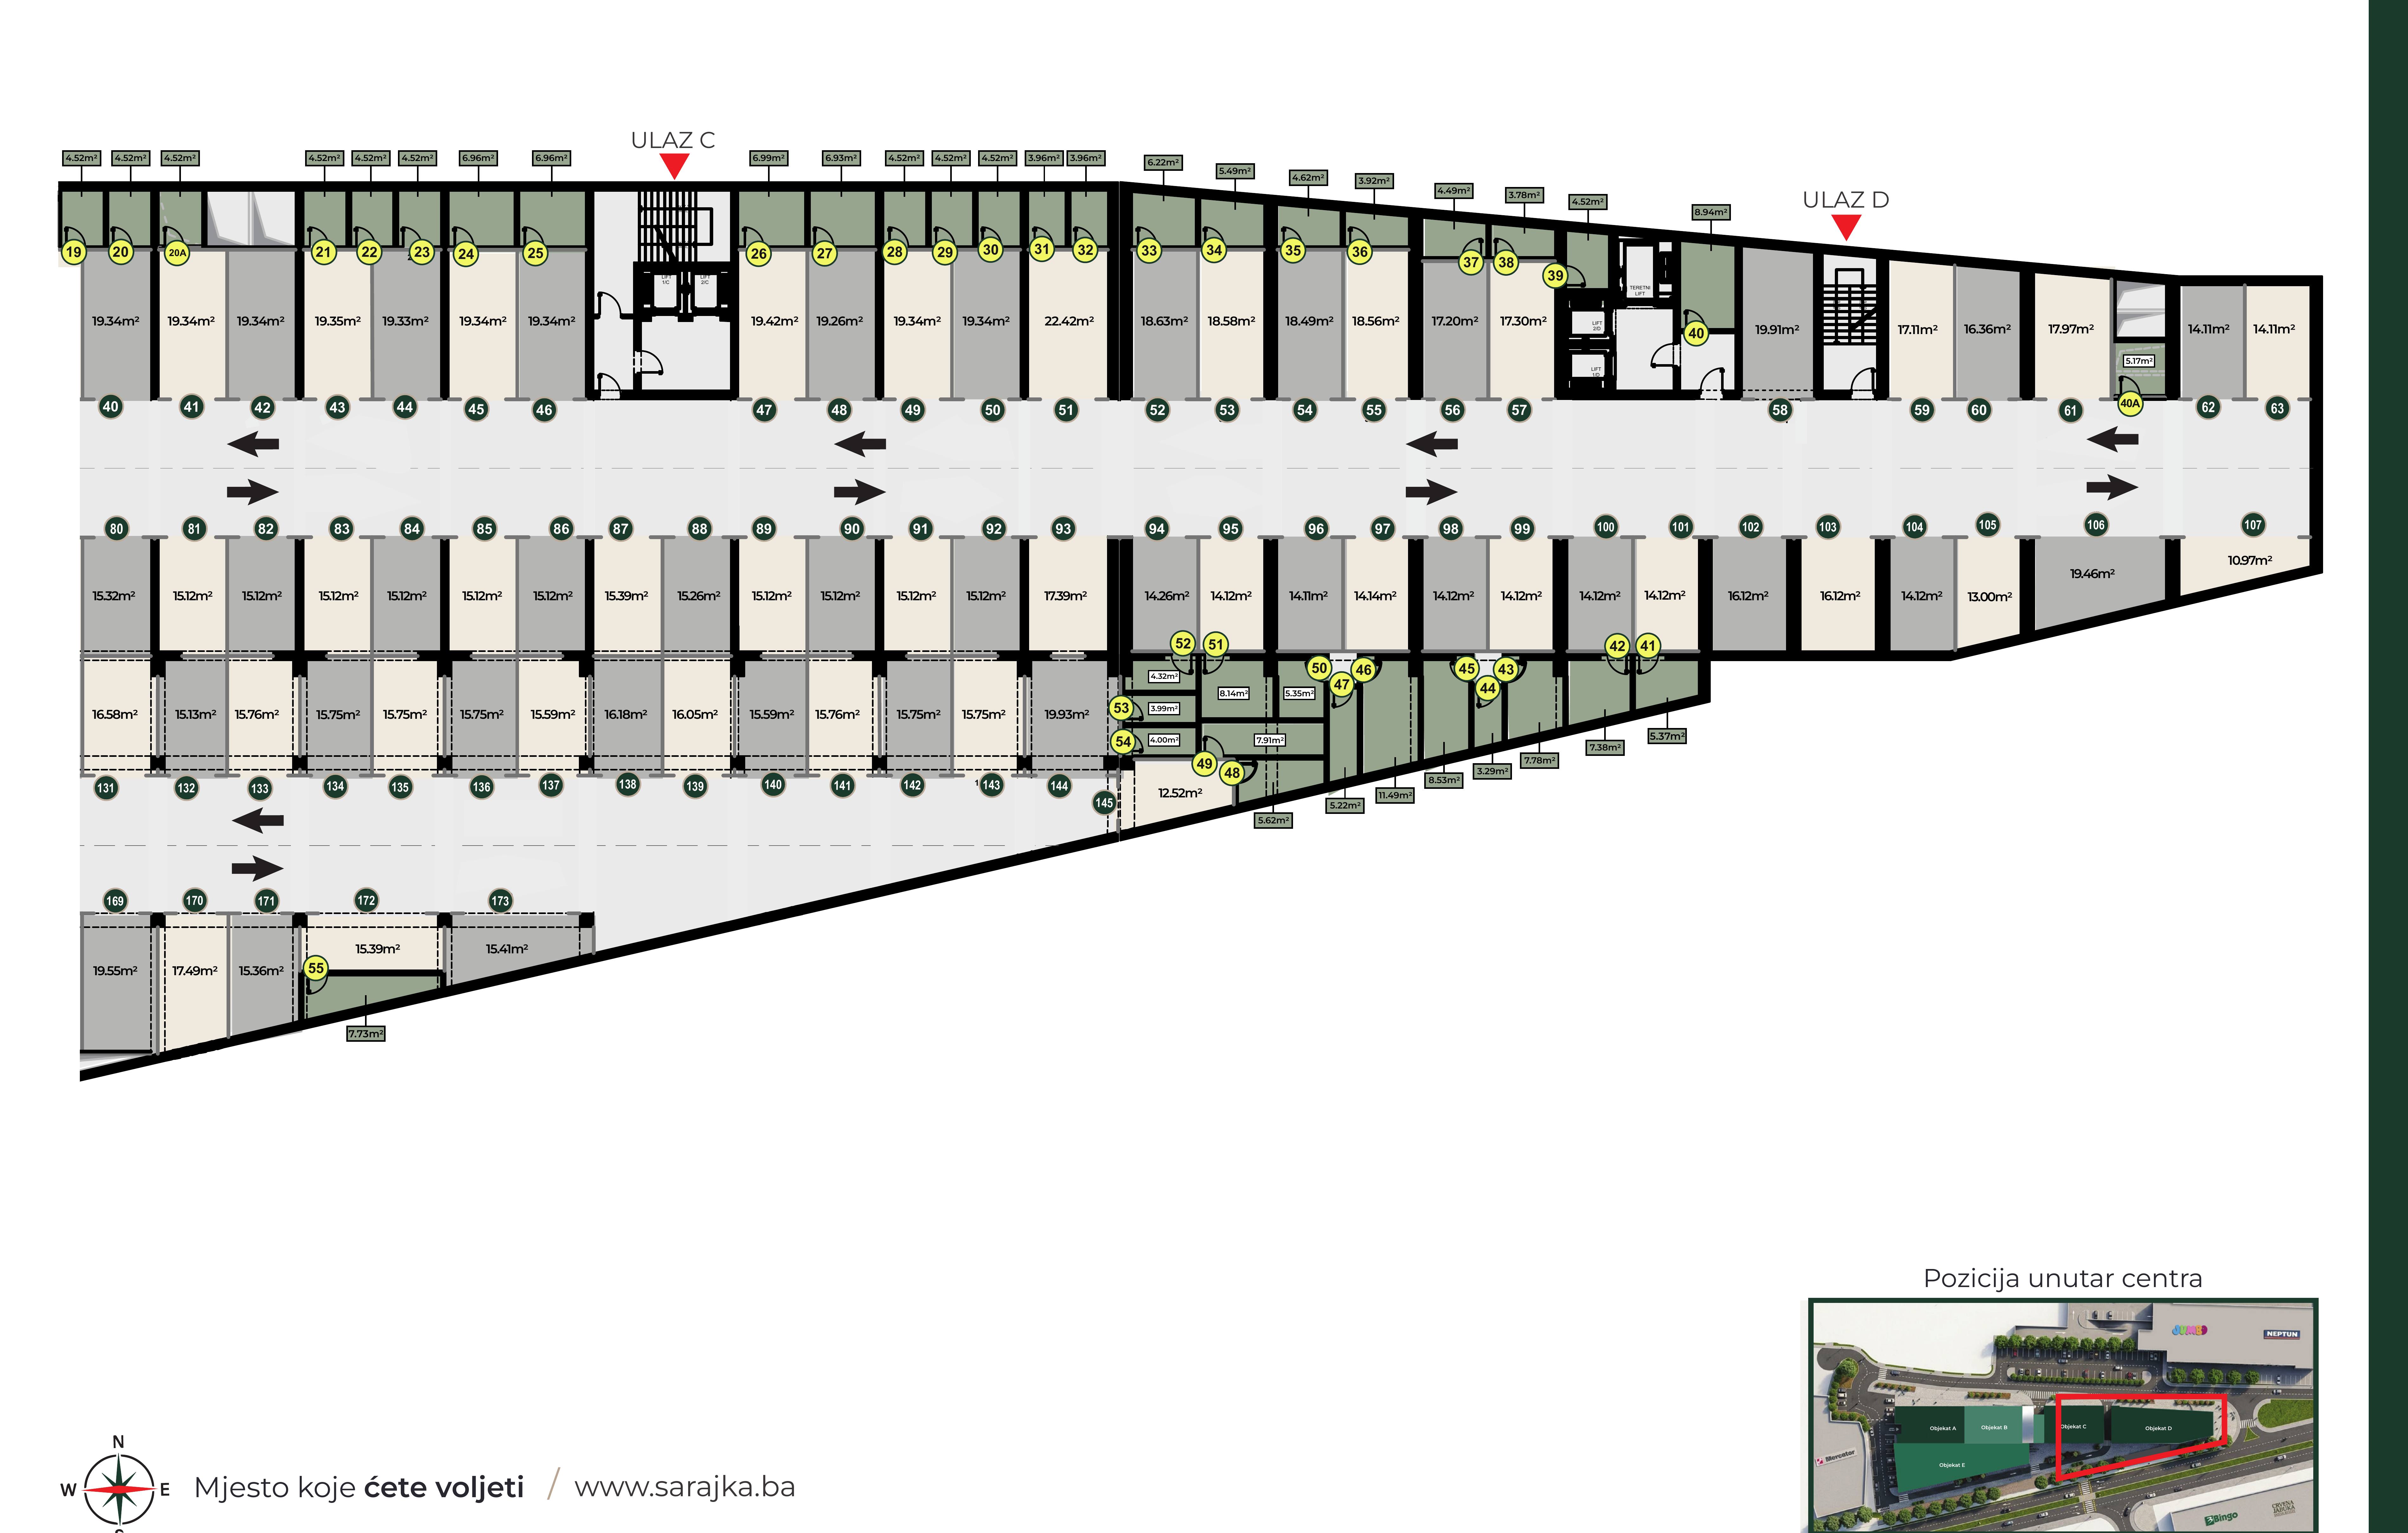 ULAZ C
4.52m² 4.52m² 4.52m² 4.52m² 4.52m² 4.52m² 6.96m² 6.96m² 6.99m² 6.93m² 4.52m² 4.52m² 4.52m² 3.96m² 3.96m² 6.22m² 5.49m² 4.62m² 3.92m² 4.49m² 3.78m² 4.52m² 8.94m²
ULAZ D
19 20 20A 21 22 23 24 25 26 27 28 29 30 31 32 33 34 35 36 37 38 39 40
LIFT 1/C
LIFT 2/C
TERETNI LIFT
LIFT 2/D
LIFT 1/D
19.34m² 19.34m² 19.34m² 19.35m² 19.33m² 19.34m² 19.34m² 19.42m² 19.26m² 19.34m² 19.34m² 22.42m² 18.63m² 18.58m² 18.49m² 18.56m² 17.20m² 17.30m² 19.91m² 17.11m² 16.36m² 17.97m² 14.11m² 14.11m²
5.17m²
40A
40 41 42 43 44 45 46 47 48 49 50 51 52 53 54 55 56 57 58 59 60 61 62 63
80 81 82 83 84 85 86 87 88 89 90 91 92 93 94 95 96 97 98 99 100 101 102 103 104 105 106 107
15.32m² 15.12m² 15.12m² 15.12m² 15.12m² 15.12m² 15.12m² 15.39m² 15.26m² 15.12m² 15.12m² 15.12m² 15.12m² 17.39m² 14.26m² 14.12m² 14.11m² 14.14m² 14.12m² 14.12m² 14.12m² 14.12m² 16.12m² 16.12m² 14.12m² 13.00m² 19.46m² 10.97m²
52 51 50 47 46 45 44 43 42 41
4.32m² 8.14m² 5.35m²
53 3.99m²
54 4.00m² 7.91m²
49 48
16.58m² 15.13m² 15.76m² 15.75m² 15.75m² 15.75m² 15.59m² 16.18m² 16.05m² 15.59m² 15.76m² 15.75m² 15.75m² 19.93m²
12.52m²
5.62m² 5.22m² 11.49m² 8.53m² 3.29m² 7.78m² 7.38m² 5.37m²
131 132 133 134 135 136 137 138 139 140 141 142 143 144 145
169 170 171 172 173
19.55m² 17.49m² 15.36m² 15.39m² 15.41m²
55
7.73m²
Pozicija unutar centra
JUMBO
NEPTUN
Objekat A Objekat B Objekat C Objekat D
Objekat E
Mercator
Bingo
CRVENA JABUKA
N
W E
S
Mjesto koje ćete voljeti / www.sarajka.ba